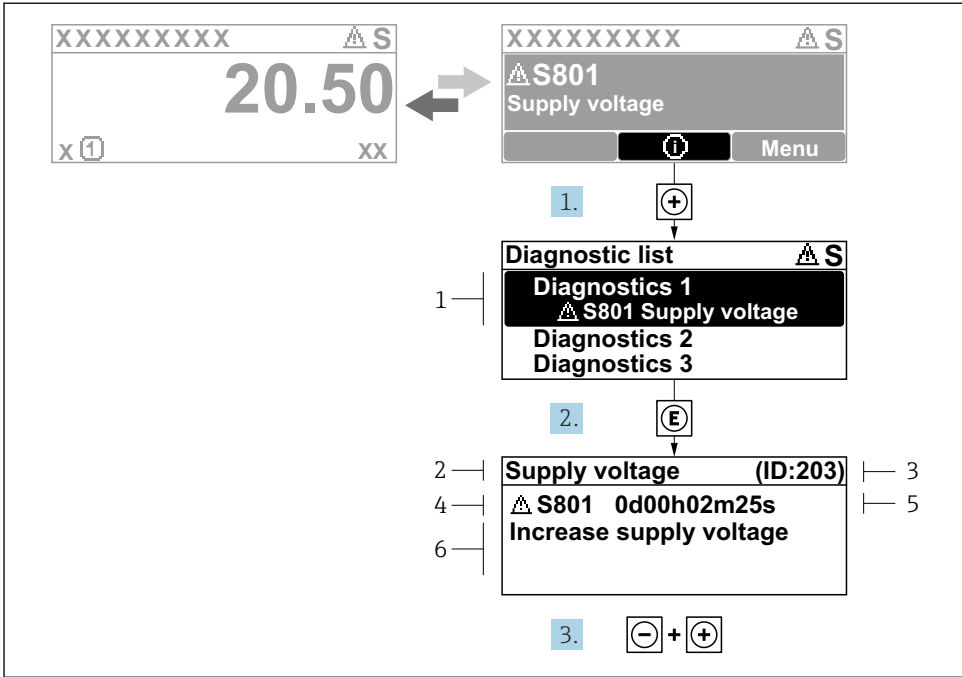 XXXXXXXXX ⚠ S
20.50
x ① xx
XXXXXXXXX ⚠ S
⚠ S801
Supply voltage
ⓘ Menu
1. +
Diagnostic list ⚠ S
1
Diagnostics 1
⚠ S801 Supply voltage
Diagnostics 2
Diagnostics 3
2. E
2 Supply voltage (ID:203) 3
4 ⚠ S801 0d00h02m25s 5
6 Increase supply voltage
3. - + +